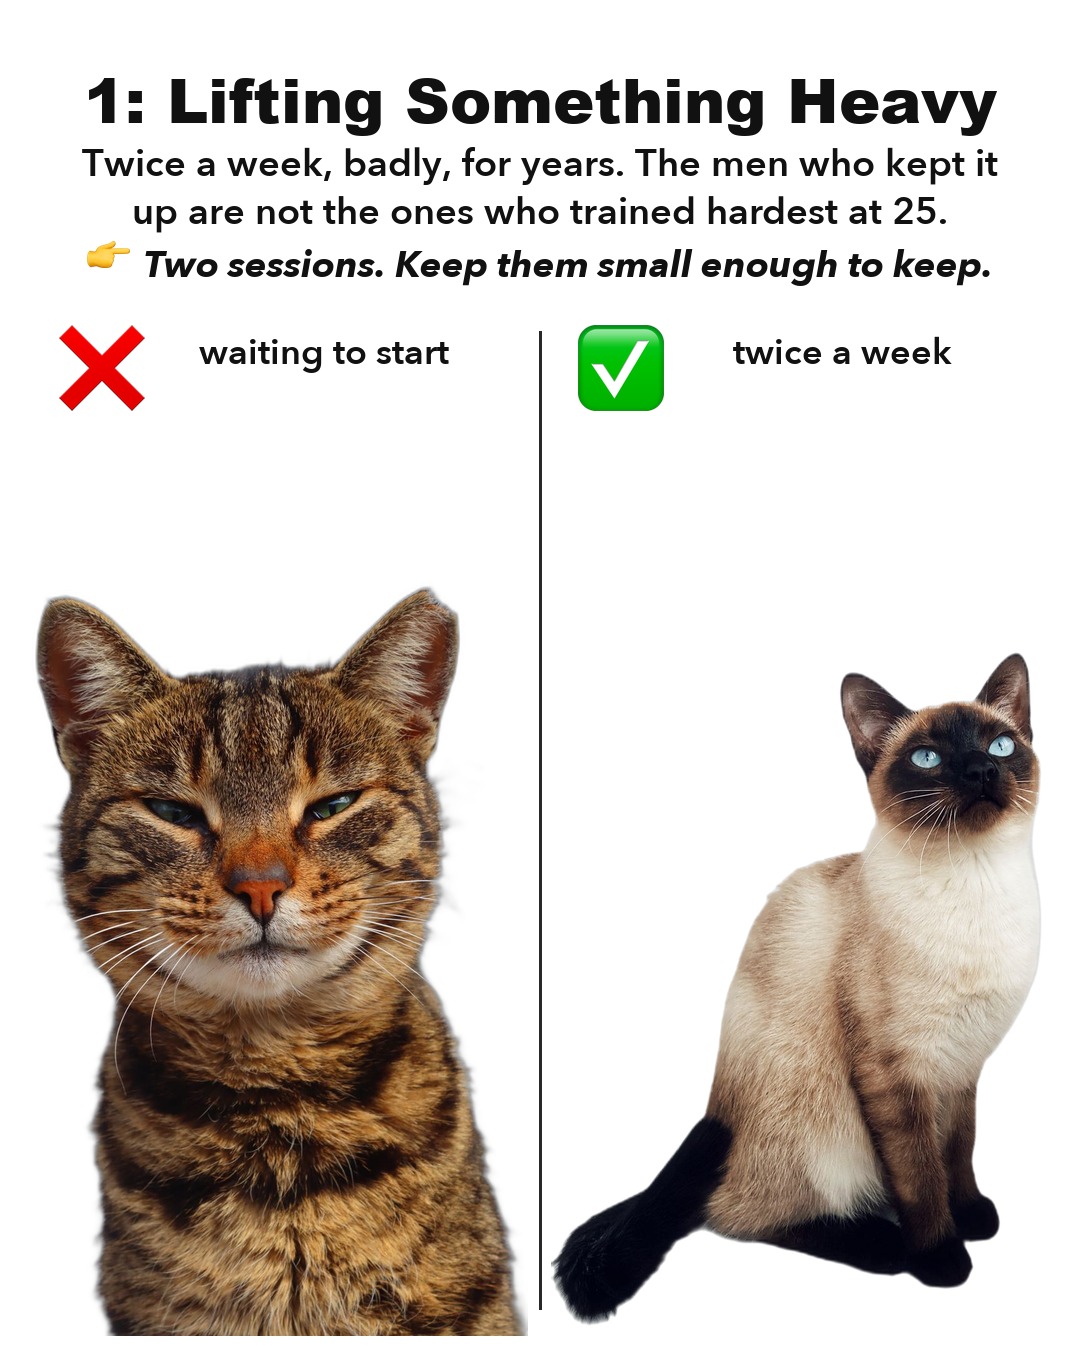 1: Lifting Something Heavy
Twice a week, badly, for years. The men who kept it
up are not the ones who trained hardest at 25.
👉 Two sessions. Keep them small enough to keep.
waiting to start
twice a week